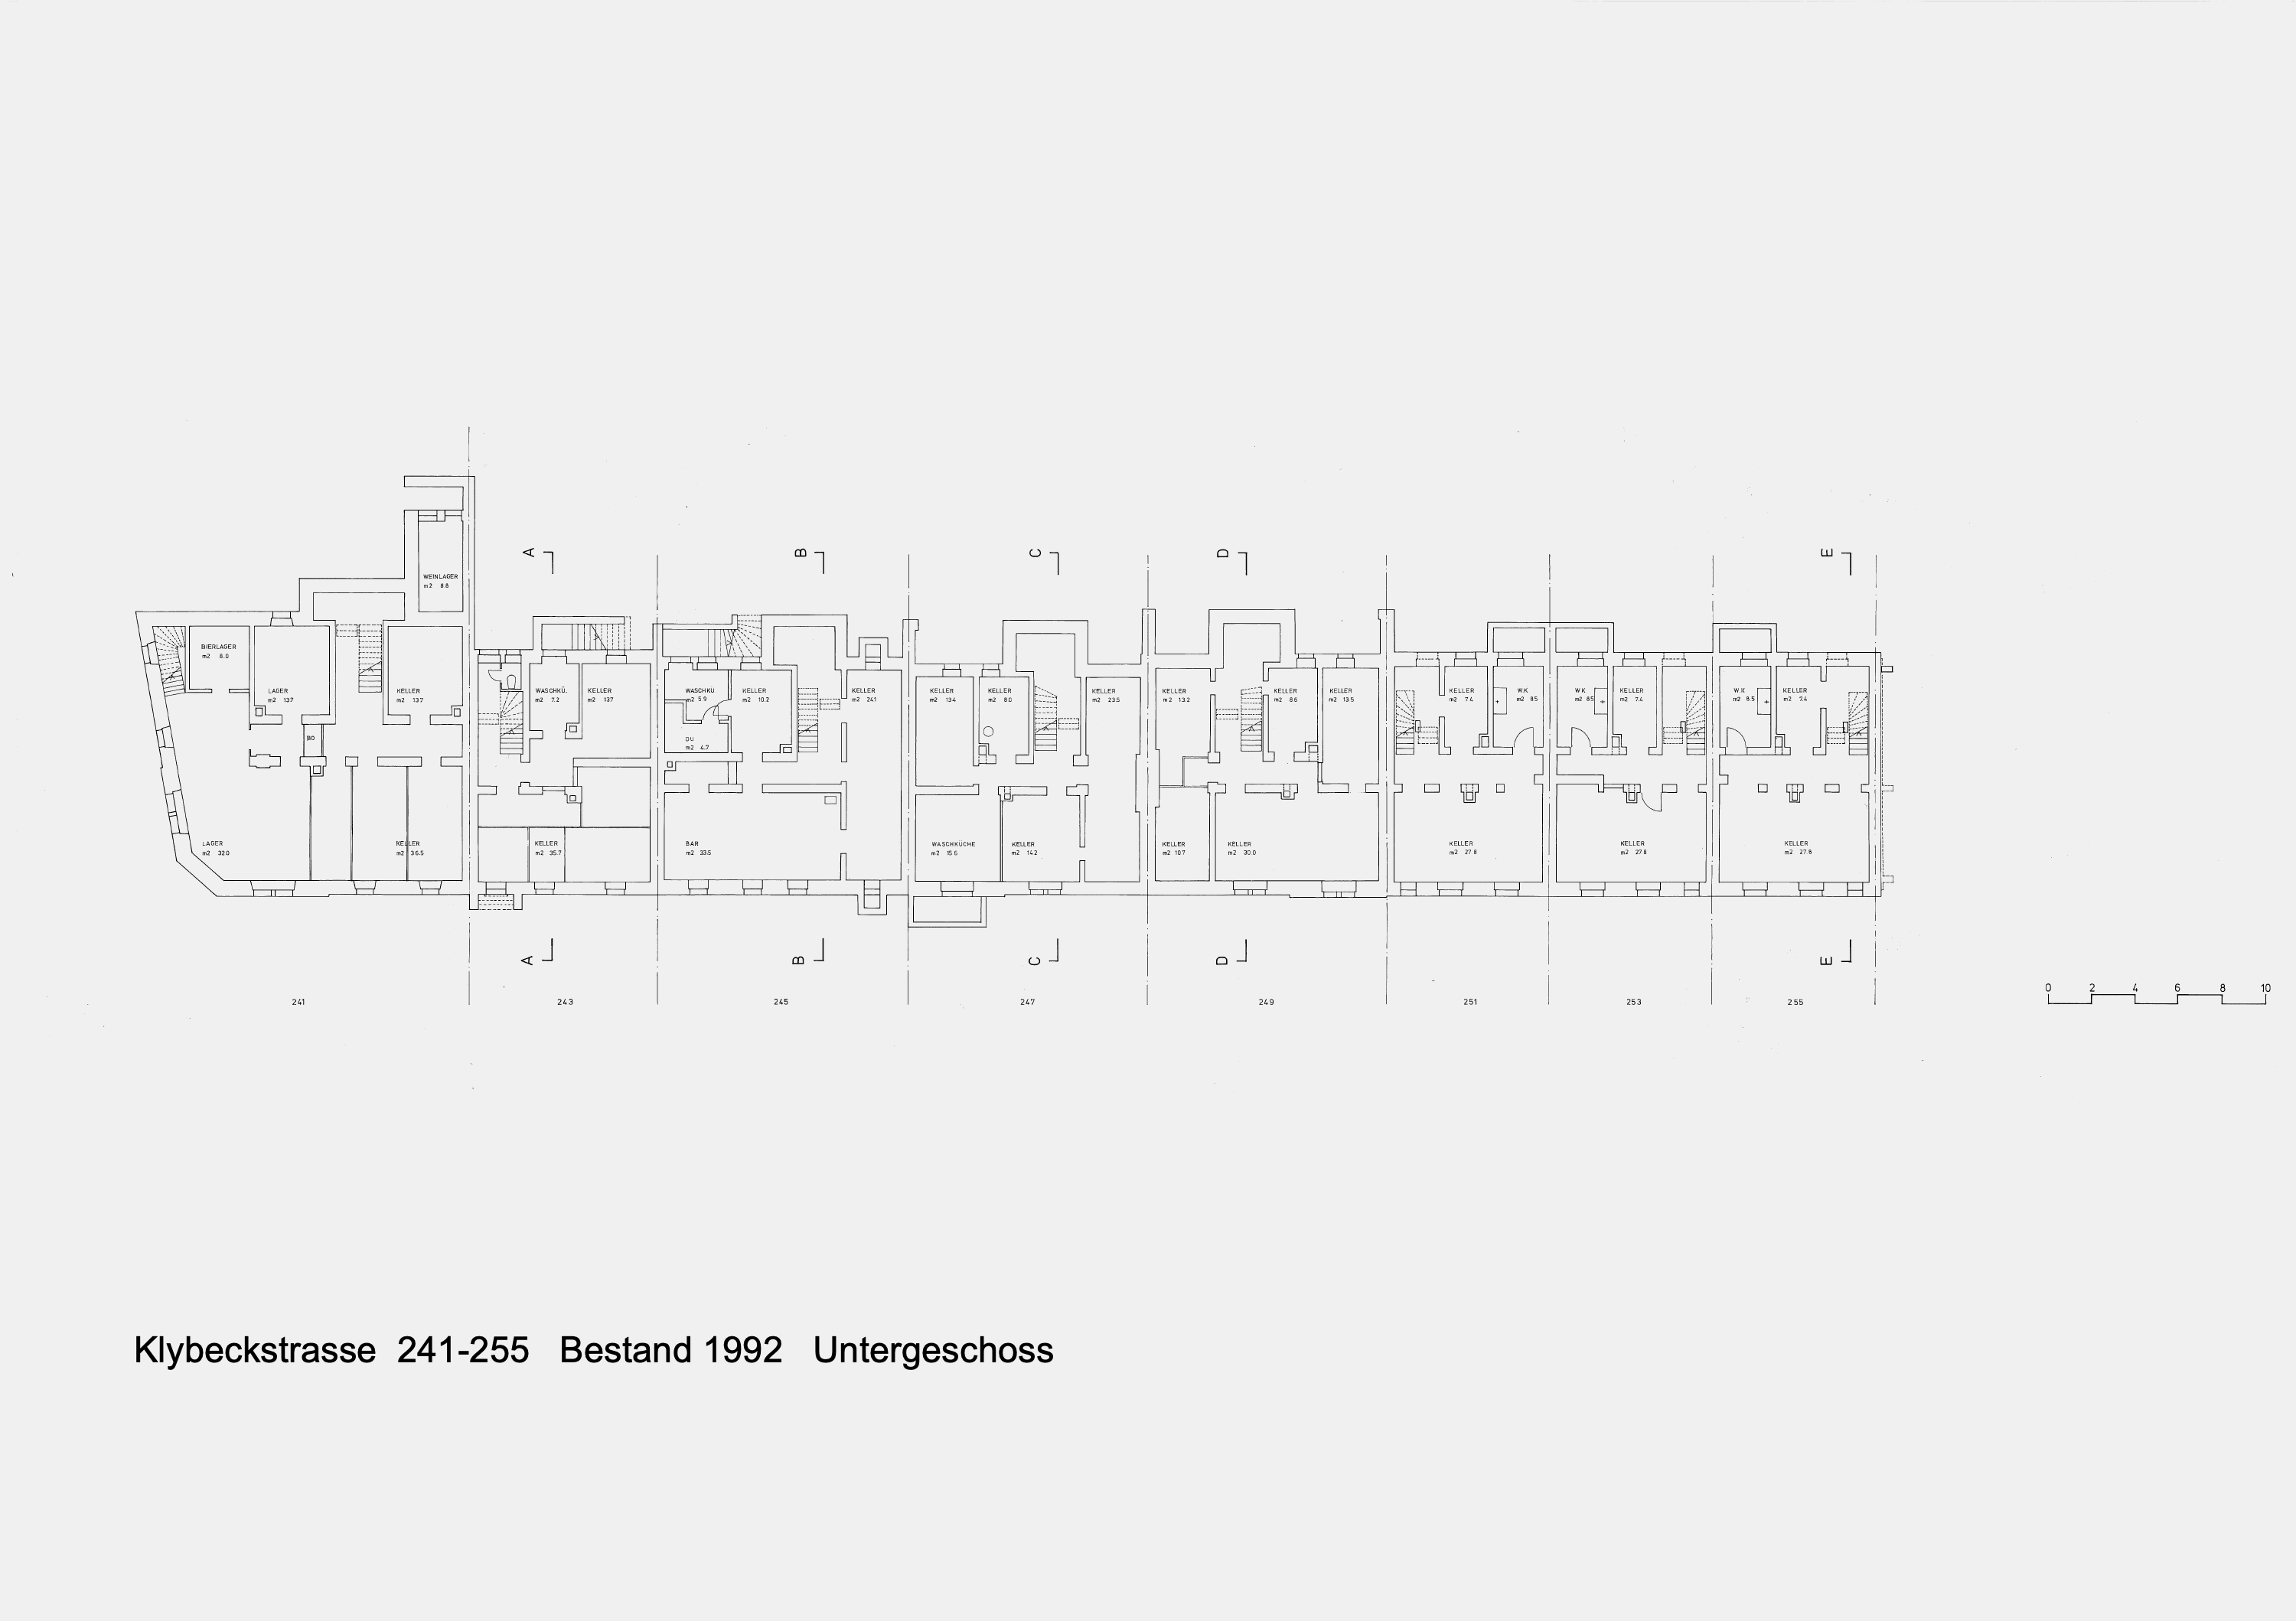 WEINLAGER
m2 8.8
A B C D E
BIERLAGER
m2 8.0
LAGER
m2 13.7
KELLER
m2 13.7
BO
LAGER
m2 32.0
KELLER
m2 36.5
WASCHKÜ.
m2 7.2
KELLER
m2 13.7
KELLER
m2 35.7
WASCHKÜ
m2 5.9
DU
m2 4.7
KELLER
m2 10.2
KELLER
m2 24.1
BAR
m2 33.5
KELLER
m2 13.4
KELLER
m2 8.0
KELLER
m2 23.5
WASCHKÜCHE
m2 15.6
KELLER
m2 14.2
KELLER
m2 13.2
KELLER
m2 8.6
KELLER
m2 13.5
KELLER
m2 10.7
KELLER
m2 30.0
KELLER
m2 7.4
W.K
m2 8.5
KELLER
m2 27.8
W.K
m2 8.5
KELLER
m2 7.4
KELLER
m2 27.8
W.K
m2 8.5
KELLER
m2 7.4
KELLER
m2 27.8
A B C D E
241 243 245 247 249 251 253 255
0 2 4 6 8 10
Klybeckstrasse 241-255 Bestand 1992 Untergeschoss